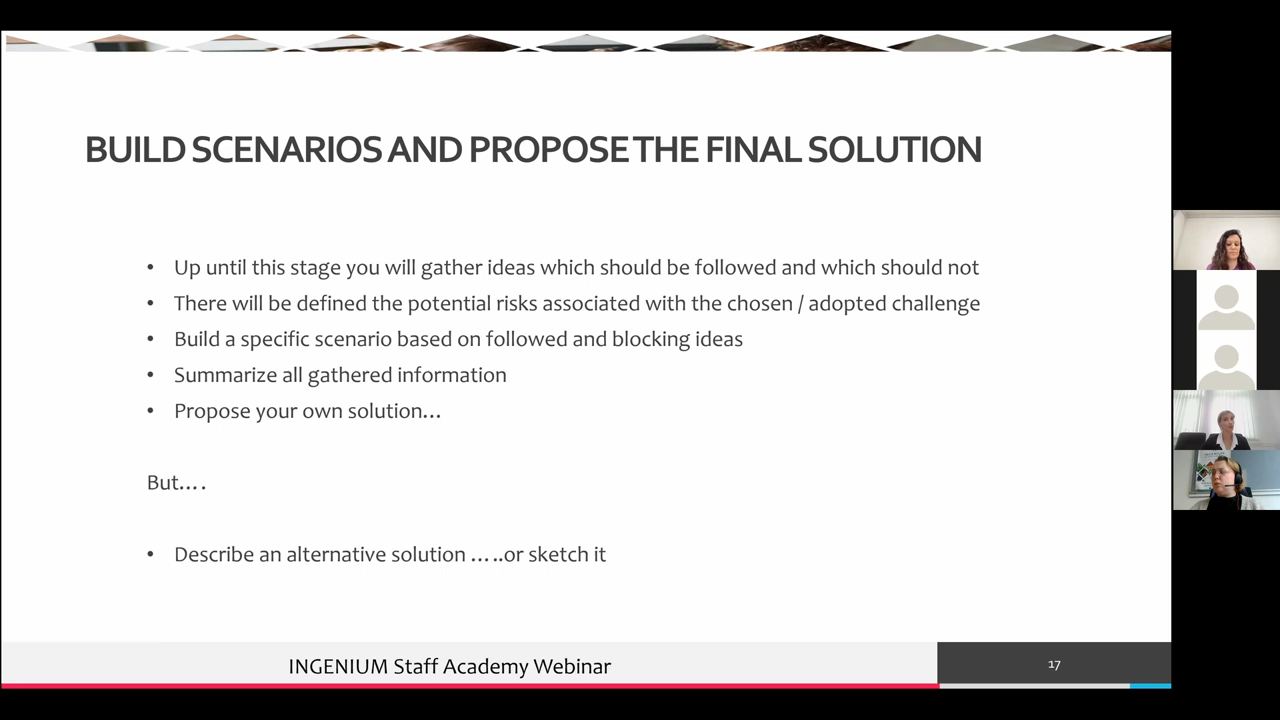 BUILD SCENARIOS AND PROPOSE THE FINAL SOLUTION
• Up until this stage you will gather ideas which should be followed and which should not
• There will be defined the potential risks associated with the chosen / adopted challenge
• Build a specific scenario based on followed and blocking ideas
• Summarize all gathered information
• Propose your own solution…
But….
• Describe an alternative solution …..or sketch it
INGENIUM Staff Academy Webinar
17